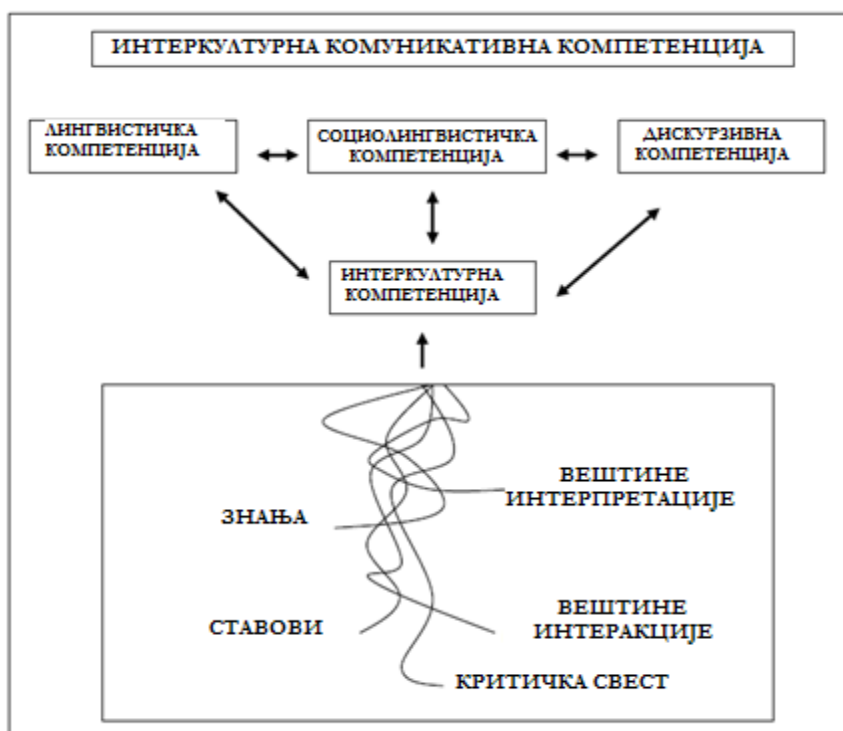 ИНТЕРКУЛТУРНА КОМУНИКАТИВНА КОМПЕТЕНЦИЈА
ЛИНГВИСТИЧКА
КОМПЕТЕНЦИЈА
СОЦИОЛИНГВИСТИЧКА
КОМПЕТЕНЦИЈА
ДИСКУРЗИВНА
КОМПЕТЕНЦИЈА
ИНТЕРКУЛТУРНА
КОМПЕТЕНЦИЈА
ВЕШТИНЕ
ИНТЕРПРЕТАЦИЈЕ
ЗНАЊА
ВЕШТИНЕ
ИНТЕРАКЦИЈЕ
СТАВОВИ
КРИТИЧКА СВЕСТ